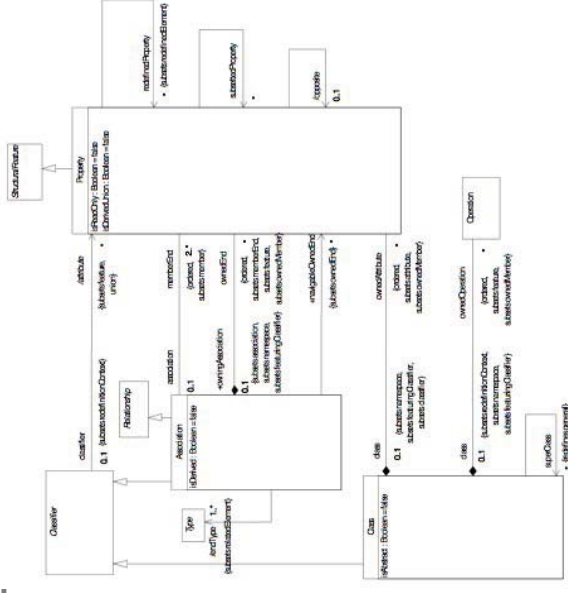 StructuralFeature
Property
isReadOnly : Boolean = false
isDerivedUnion : Boolean = false
redefinedProperty
* {subsets redefinedElement}
subsettedProperty
*
/opposite
0..1
/attribute
{subsets feature,
union}
*
classifier
0..1 {subsets redefinitionContext}
Classifier
memberEnd
{ordered, 2..*
subsets member}
association
0..1
ownedEnd
{ordered, *
subsets memberEnd,
subsets feature,
subsets ownedMember}
+owningAssociation
0..1
{subsets association,
subsets namespace,
subsets featuringClassifier}
+navigableOwnedEnd
{subsets ownedEnd} *
Relationship
Association
isDerived : Boolean = false
Type
/endType 1..*
{subsets relatedElement}
ownedAttribute
{ordered, *
subsets attribute,
subsets ownedMember}
class
0..1 {subsets namespace,
subsets featuringClassifier,
subsets classifier}
Operation
ownedOperation
{ordered, *
subsets feature,
subsets ownedMember}
class
0..1 {subsets redefinitionContext,
subsets namespace,
subsets featuringClassifier}
Class
isAbstract : Boolean = false
superClass
* {redefines general}